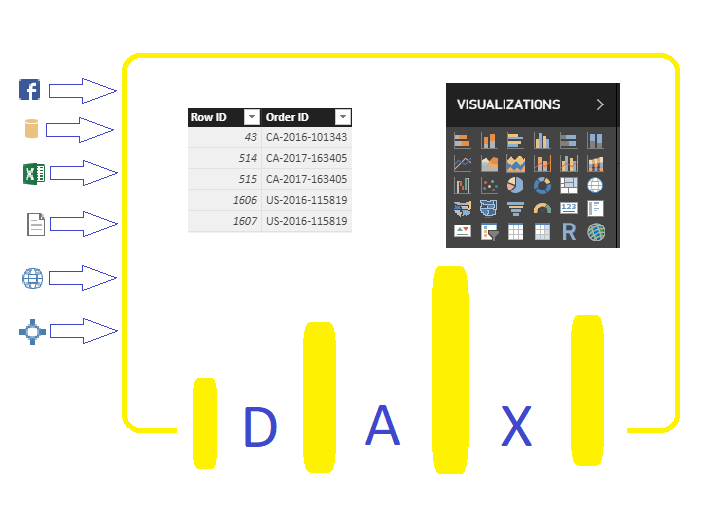 VISUALIZATIONS
Row ID Order ID
43 CA-2016-101343
514 CA-2017-163405
515 CA-2017-163405
1606 US-2016-115819
1607 US-2016-115819
123
R
D A X